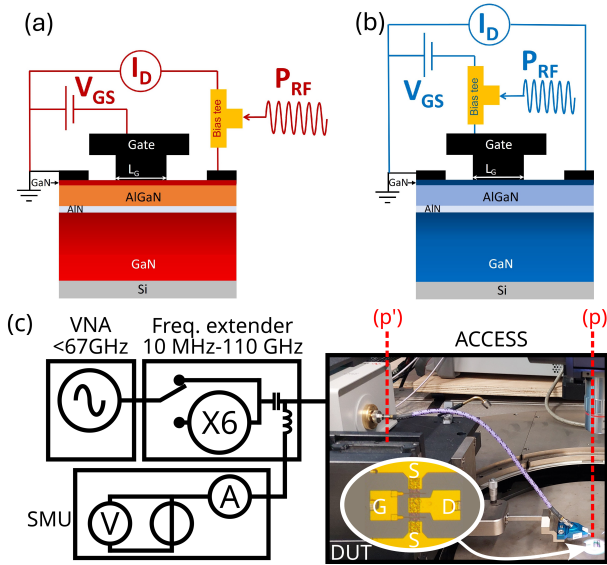 (a)
I_D
V_GS
P_RF
Bias tee
Gate
L_G
GaN
AlGaN
AlN
GaN
Si
(b)
I_D
V_GS
P_RF
Bias tee
Gate
L_G
GaN
AlGaN
AlN
GaN
Si
(c)
VNA
<67GHz
Freq. extender
10 MHz-110 GHz
X6
SMU
V
A
(p')
(p)
ACCESS
S
G
D
S
DUT